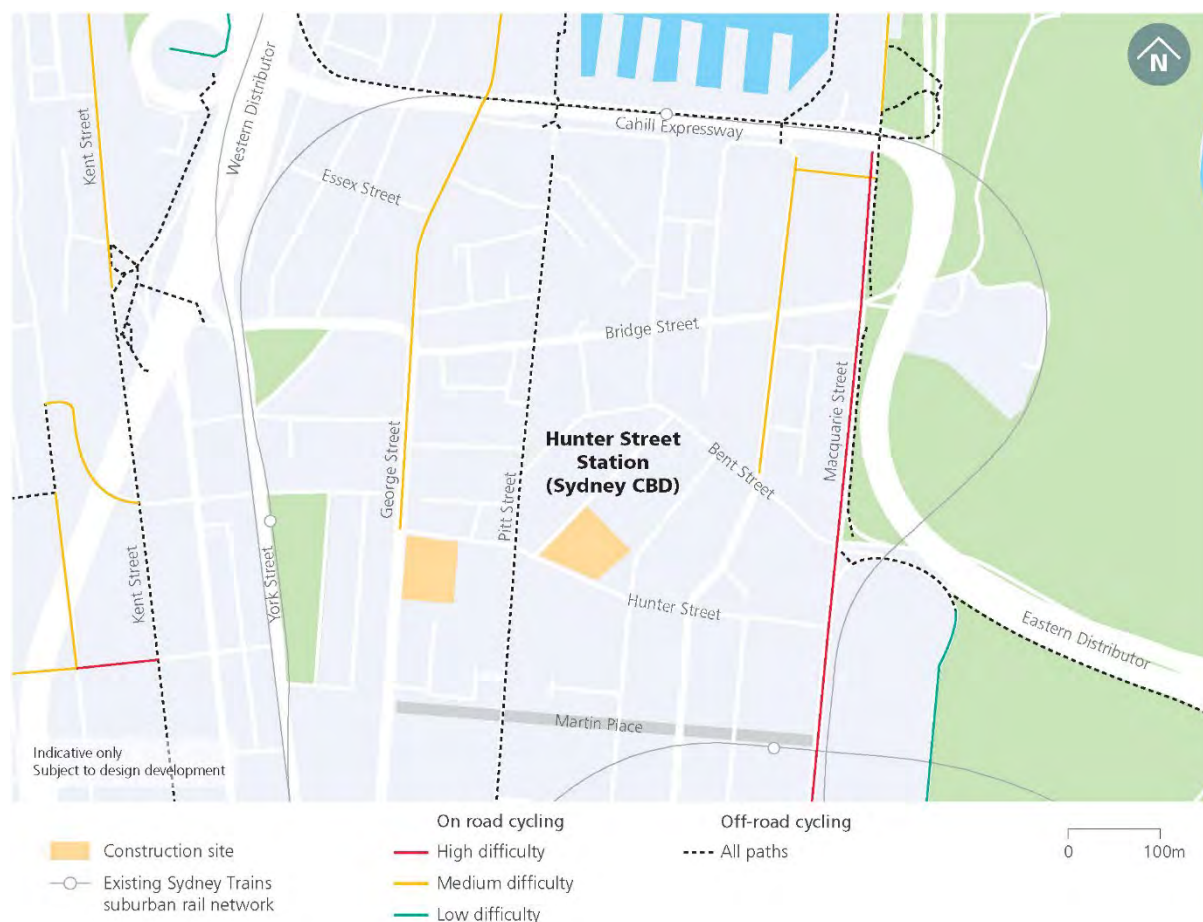 N
Kent Street
Western Distributor
Cahill Expressway
Essex Street
Bridge Street
Macquarie Street
Hunter Street
Station
(Sydney CBD)
Bent Street
George Street
Pitt Street
Kent Street
York Street
Hunter Street
Eastern Distributor
Martin Place
Indicative only
Subject to design development
On road cycling
Off-road cycling
Construction site
High difficulty
All paths
0 100m
Existing Sydney Trains
suburban rail network
Medium difficulty
Low difficulty